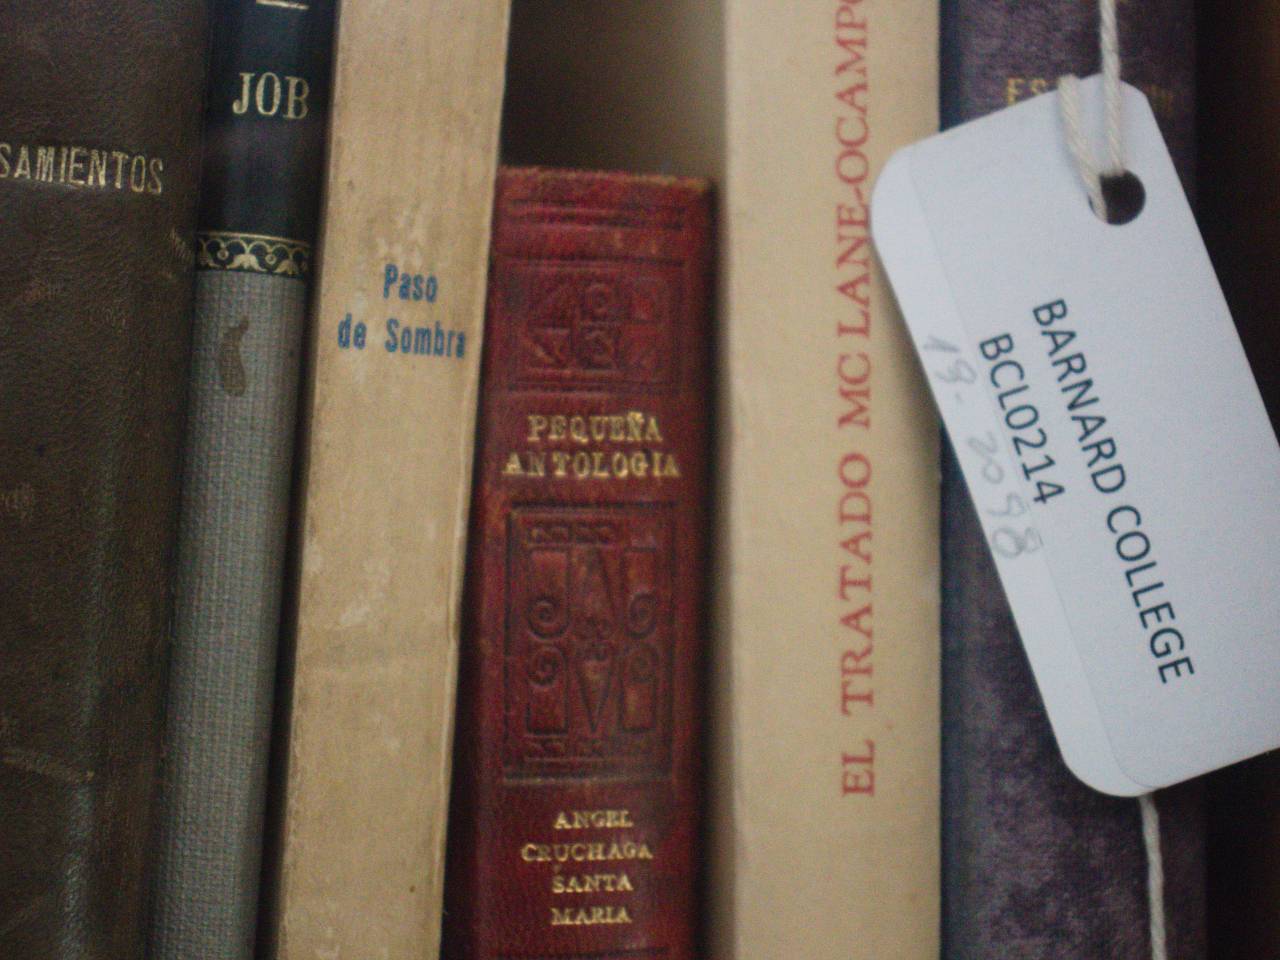 SAMIENTOS
JOB
Paso
de Sombra
PEQUEÑA
ANTOLOGIA
ANGEL
CRUCHAGA
SANTA
MARIA
EL TRATADO MC LANE-OCAMPO
ES
BARNARD COLLEGE
BCL0214
19-2098